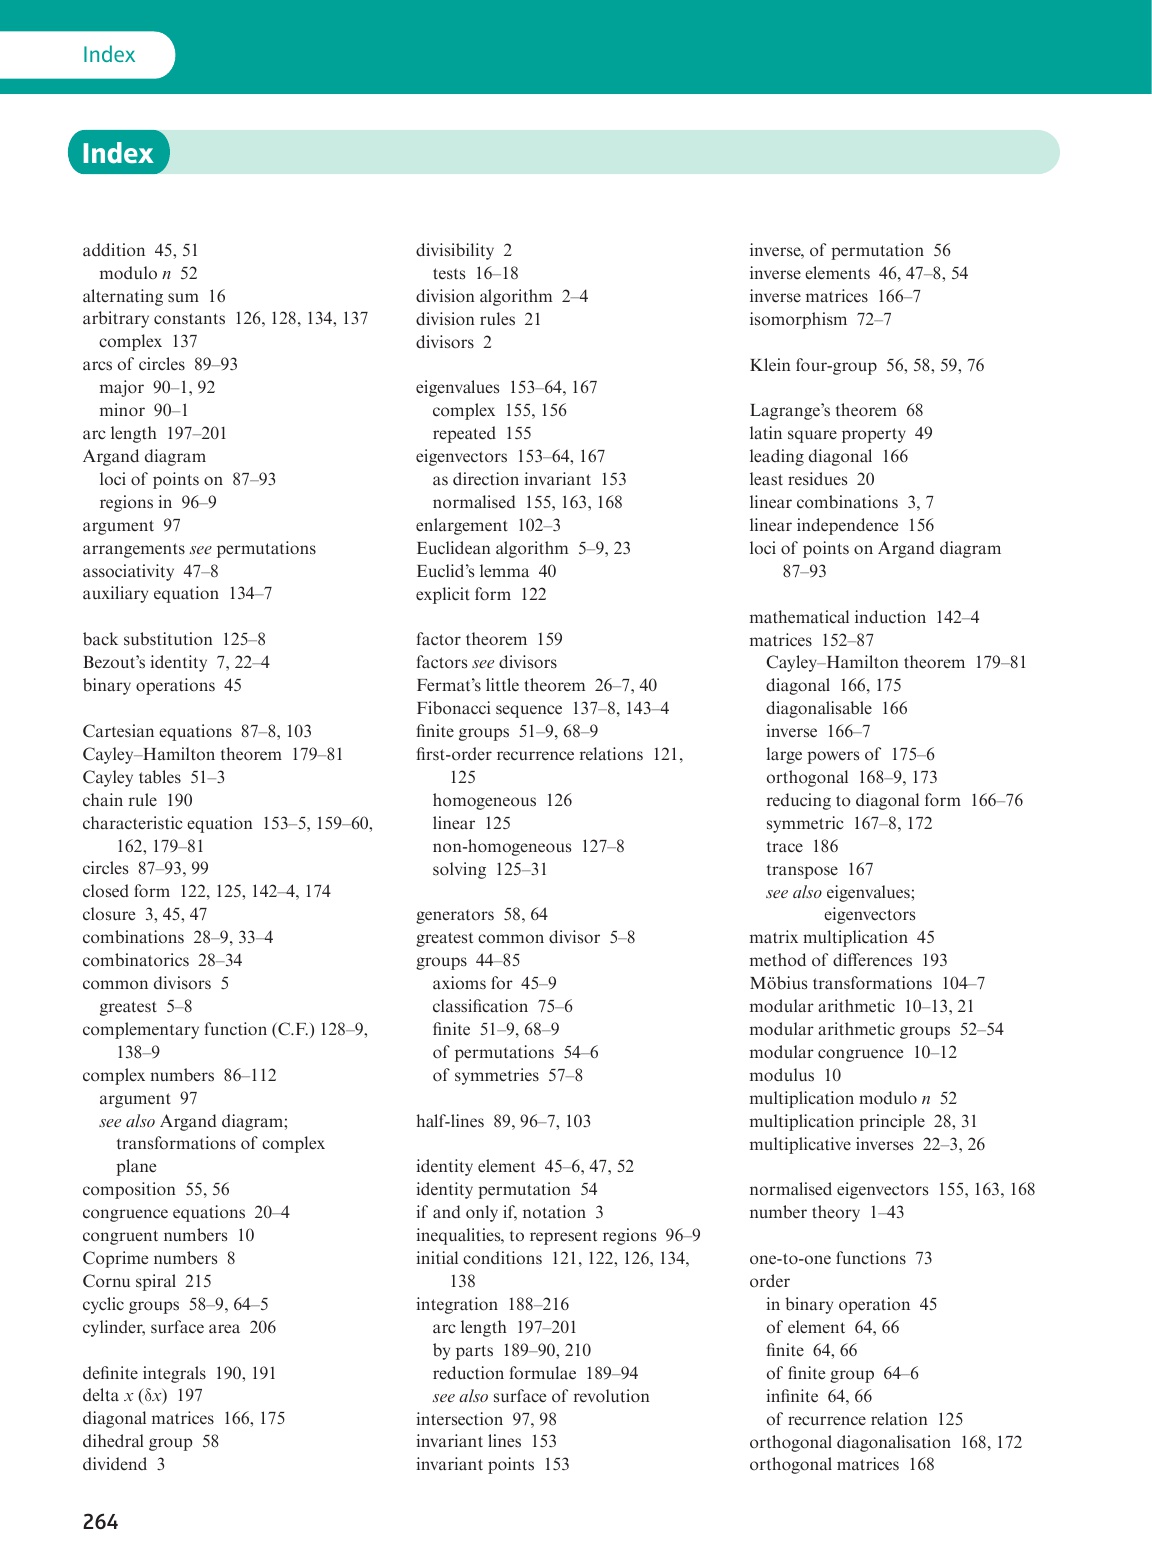 Index
Index
addition 45, 51
modulo n 52
alternating sum 16
arbitrary constants 126, 128, 134, 137
complex 137
arcs of circles 89–93
major 90–1, 92
minor 90–1
arc length 197–201
Argand diagram
loci of points on 87–93
regions in 96–9
argument 97
arrangements see permutations
associativity 47–8
auxiliary equation 134–7
back substitution 125–8
Bezout's identity 7, 22–4
binary operations 45
Cartesian equations 87–8, 103
Cayley–Hamilton theorem 179–81
Cayley tables 51–3
chain rule 190
characteristic equation 153–5, 159–60,
162, 179–81
circles 87–93, 99
closed form 122, 125, 142–4, 174
closure 3, 45, 47
combinations 28–9, 33–4
combinatorics 28–34
common divisors 5
greatest 5–8
complementary function (C.F.) 128–9,
138–9
complex numbers 86–112
argument 97
see also Argand diagram;
transformations of complex
plane
composition 55, 56
congruence equations 20–4
congruent numbers 10
Coprime numbers 8
Cornu spiral 215
cyclic groups 58–9, 64–5
cylinder, surface area 206
definite integrals 190, 191
delta x (δx) 197
diagonal matrices 166, 175
dihedral group 58
dividend 3
divisibility 2
tests 16–18
division algorithm 2–4
division rules 21
divisors 2
eigenvalues 153–64, 167
complex 155, 156
repeated 155
eigenvectors 153–64, 167
as direction invariant 153
normalised 155, 163, 168
enlargement 102–3
Euclidean algorithm 5–9, 23
Euclid's lemma 40
explicit form 122
factor theorem 159
factors see divisors
Fermat's little theorem 26–7, 40
Fibonacci sequence 137–8, 143–4
finite groups 51–9, 68–9
first-order recurrence relations 121,
125
homogeneous 126
linear 125
non-homogeneous 127–8
solving 125–31
generators 58, 64
greatest common divisor 5–8
groups 44–85
axioms for 45–9
classification 75–6
finite 51–9, 68–9
of permutations 54–6
of symmetries 57–8
half-lines 89, 96–7, 103
identity element 45–6, 47, 52
identity permutation 54
if and only if, notation 3
inequalities, to represent regions 96–9
initial conditions 121, 122, 126, 134,
138
integration 188–216
arc length 197–201
by parts 189–90, 210
reduction formulae 189–94
see also surface of revolution
intersection 97, 98
invariant lines 153
invariant points 153
inverse, of permutation 56
inverse elements 46, 47–8, 54
inverse matrices 166–7
isomorphism 72–7
Klein four-group 56, 58, 59, 76
Lagrange's theorem 68
latin square property 49
leading diagonal 166
least residues 20
linear combinations 3, 7
linear independence 156
loci of points on Argand diagram
87–93
mathematical induction 142–4
matrices 152–87
Cayley–Hamilton theorem 179–81
diagonal 166, 175
diagonalisable 166
inverse 166–7
large powers of 175–6
orthogonal 168–9, 173
reducing to diagonal form 166–76
symmetric 167–8, 172
trace 186
transpose 167
see also eigenvalues;
eigenvectors
matrix multiplication 45
method of differences 193
Möbius transformations 104–7
modular arithmetic 10–13, 21
modular arithmetic groups 52–54
modular congruence 10–12
modulus 10
multiplication modulo n 52
multiplication principle 28, 31
multiplicative inverses 22–3, 26
normalised eigenvectors 155, 163, 168
number theory 1–43
one-to-one functions 73
order
in binary operation 45
of element 64, 66
finite 64, 66
of finite group 64–6
infinite 64, 66
of recurrence relation 125
orthogonal diagonalisation 168, 172
orthogonal matrices 168
264